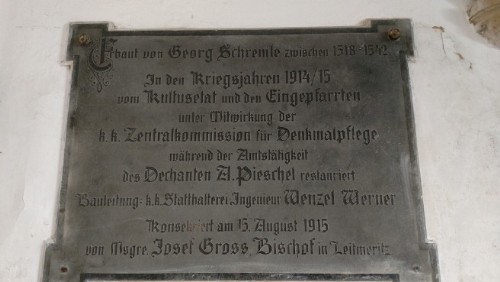 Erbaut von Georg Schremle zwischen 1518-1542
In den Kriegsjahren 1914/15
vom Kultuselat und den Eingepfarrten
unter Mitwirkung der
k.k. Zentralkommission für Denkmalpflege
während der Amtstätigkeit
des Dechanten A. Pieschel restauriert
Bauleitung: k.k. Statthalterei Ingenieur Wenzel Werner
Konsekriert am 15. August 1915
von Msgre. Josef Gross, Bischof in Leitmeritz